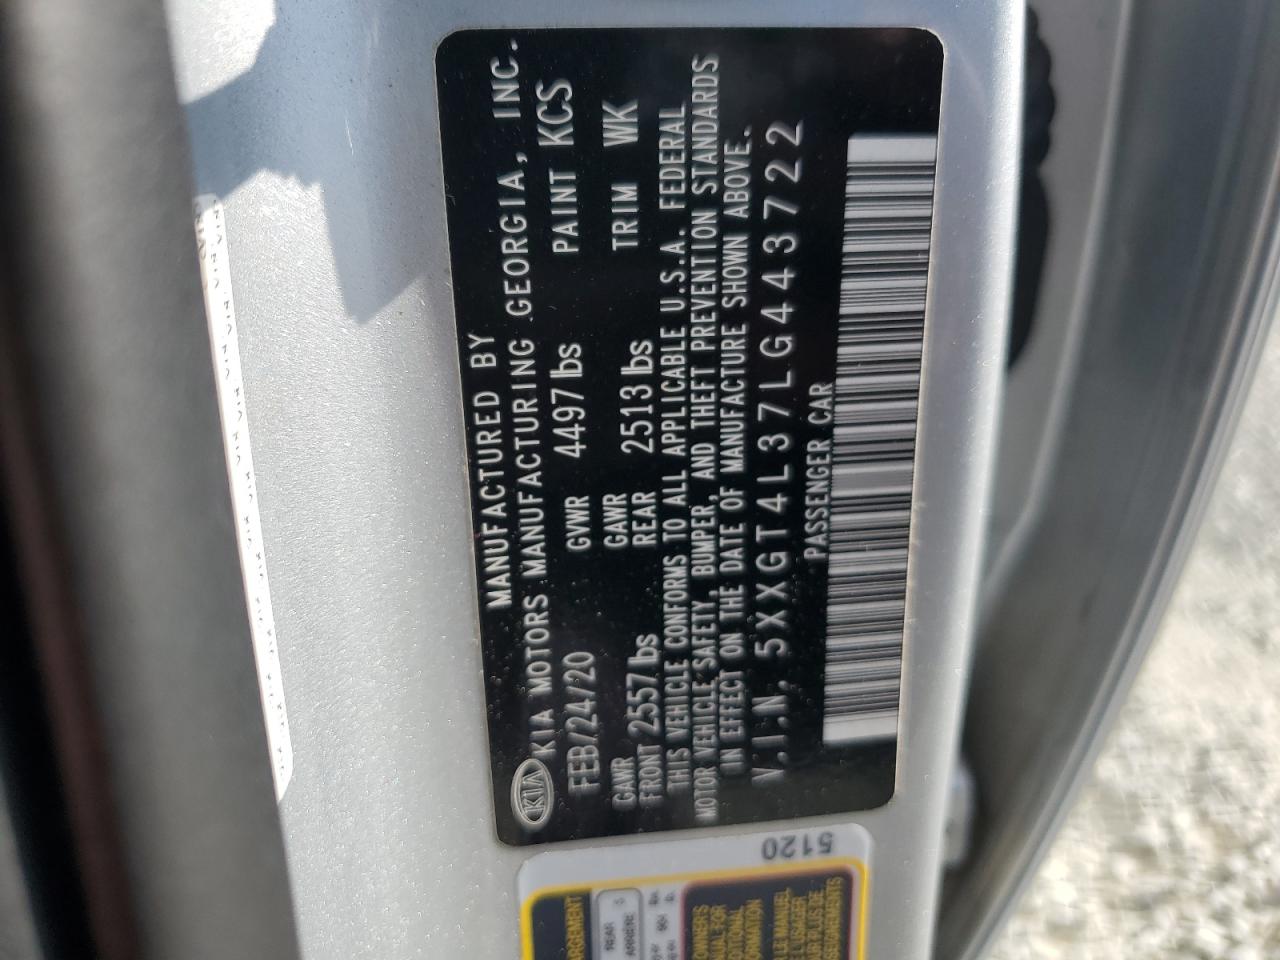 MANUFACTURED BY
KIA KIA MOTORS MANUFACTURING GEORGIA, INC.
FEB/24/20 GVWR 4497 lbs PAINT KCS
GAWR FRONT 2557 lbs GAWR REAR 2513 lbs TRIM WK
THIS VEHICLE CONFORMS TO ALL APPLICABLE U.S.A. FEDERAL
MOTOR VEHICLE SAFETY, BUMPER, AND THEFT PREVENTION STANDARDS
IN EFFECT ON THE DATE OF MANUFACTURE SHOWN ABOVE.
V.I.N. 5XXGT4L37LG443722
PASSENGER CAR
5120
REAR